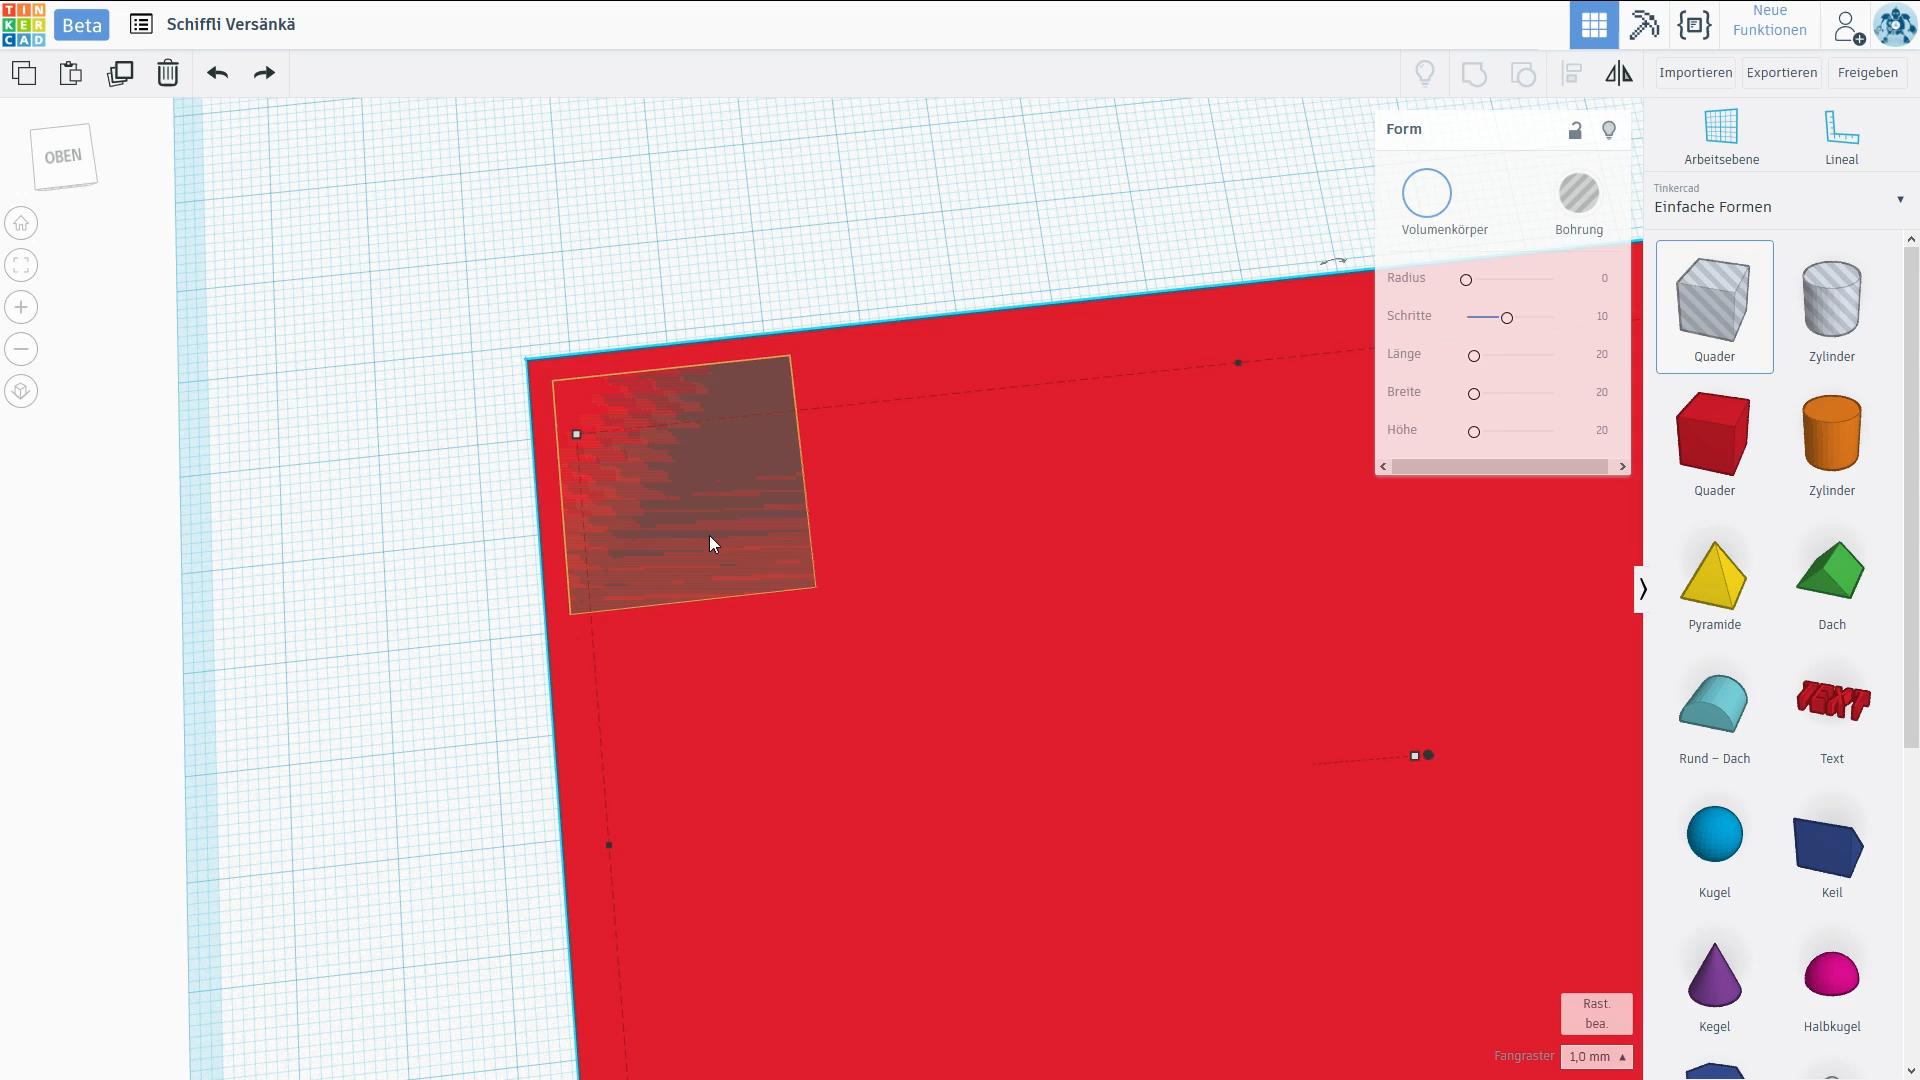 TIN
KER
CAD
Beta
Schiffli Versänkä
Neue
Funktionen
Importieren
Exportieren
Freigeben
OBEN
Form
Volumenkörper
Bohrung
Radius 0
Schritte 10
Länge 20
Breite 20
Höhe 20
Arbeitsebene
Lineal
Tinkercad
Einfache Formen
Quader
Zylinder
Quader
Zylinder
Pyramide
Dach
Rund – Dach
TEXT
Text
Kugel
Keil
Kegel
Halbkugel
Rast.
bea.
Fangraster 1,0 mm